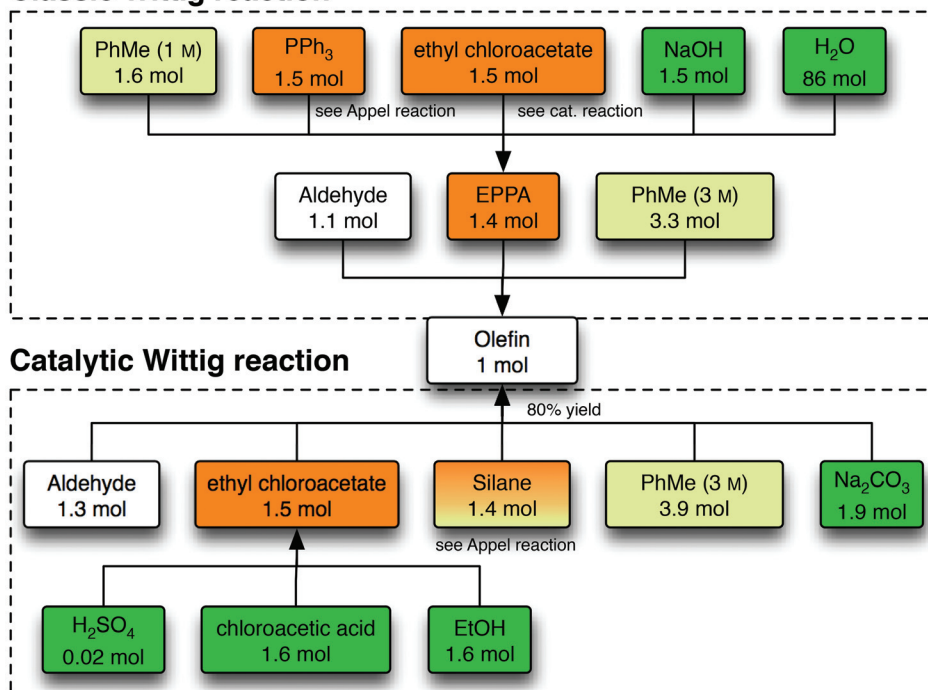 Classic Wittig reaction
PhMe (1 M)
1.6 mol
PPh₃
1.5 mol
ethyl chloroacetate
1.5 mol
NaOH
1.5 mol
H₂O
86 mol
see Appel reaction
see cat. reaction
Aldehyde
1.1 mol
EPPA
1.4 mol
PhMe (3 M)
3.3 mol
Olefin
1 mol
Catalytic Wittig reaction
80% yield
Aldehyde
1.3 mol
ethyl chloroacetate
1.5 mol
Silane
1.4 mol
PhMe (3 M)
3.9 mol
Na₂CO₃
1.9 mol
see Appel reaction
H₂SO₄
0.02 mol
chloroacetic acid
1.6 mol
EtOH
1.6 mol